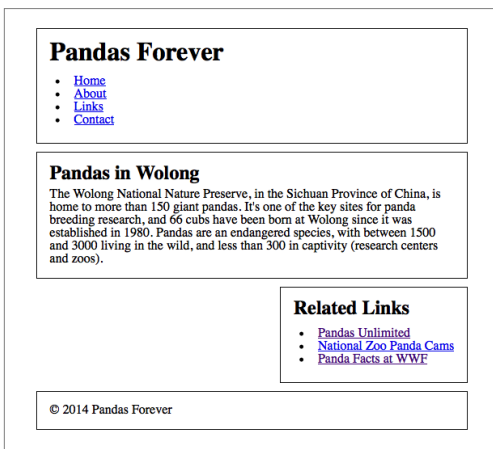 Pandas Forever
Home
About
Links
Contact
Pandas in Wolong
The Wolong National Nature Preserve, in the Sichuan Province of China, is
home to more than 150 giant pandas. It's one of the key sites for panda
breeding research, and 66 cubs have been born at Wolong since it was
established in 1980. Pandas are an endangered species, with between 1500
and 3000 living in the wild, and less than 300 in captivity (research centers
and zoos).
Related Links
Pandas Unlimited
National Zoo Panda Cams
Panda Facts at WWF
© 2014 Pandas Forever